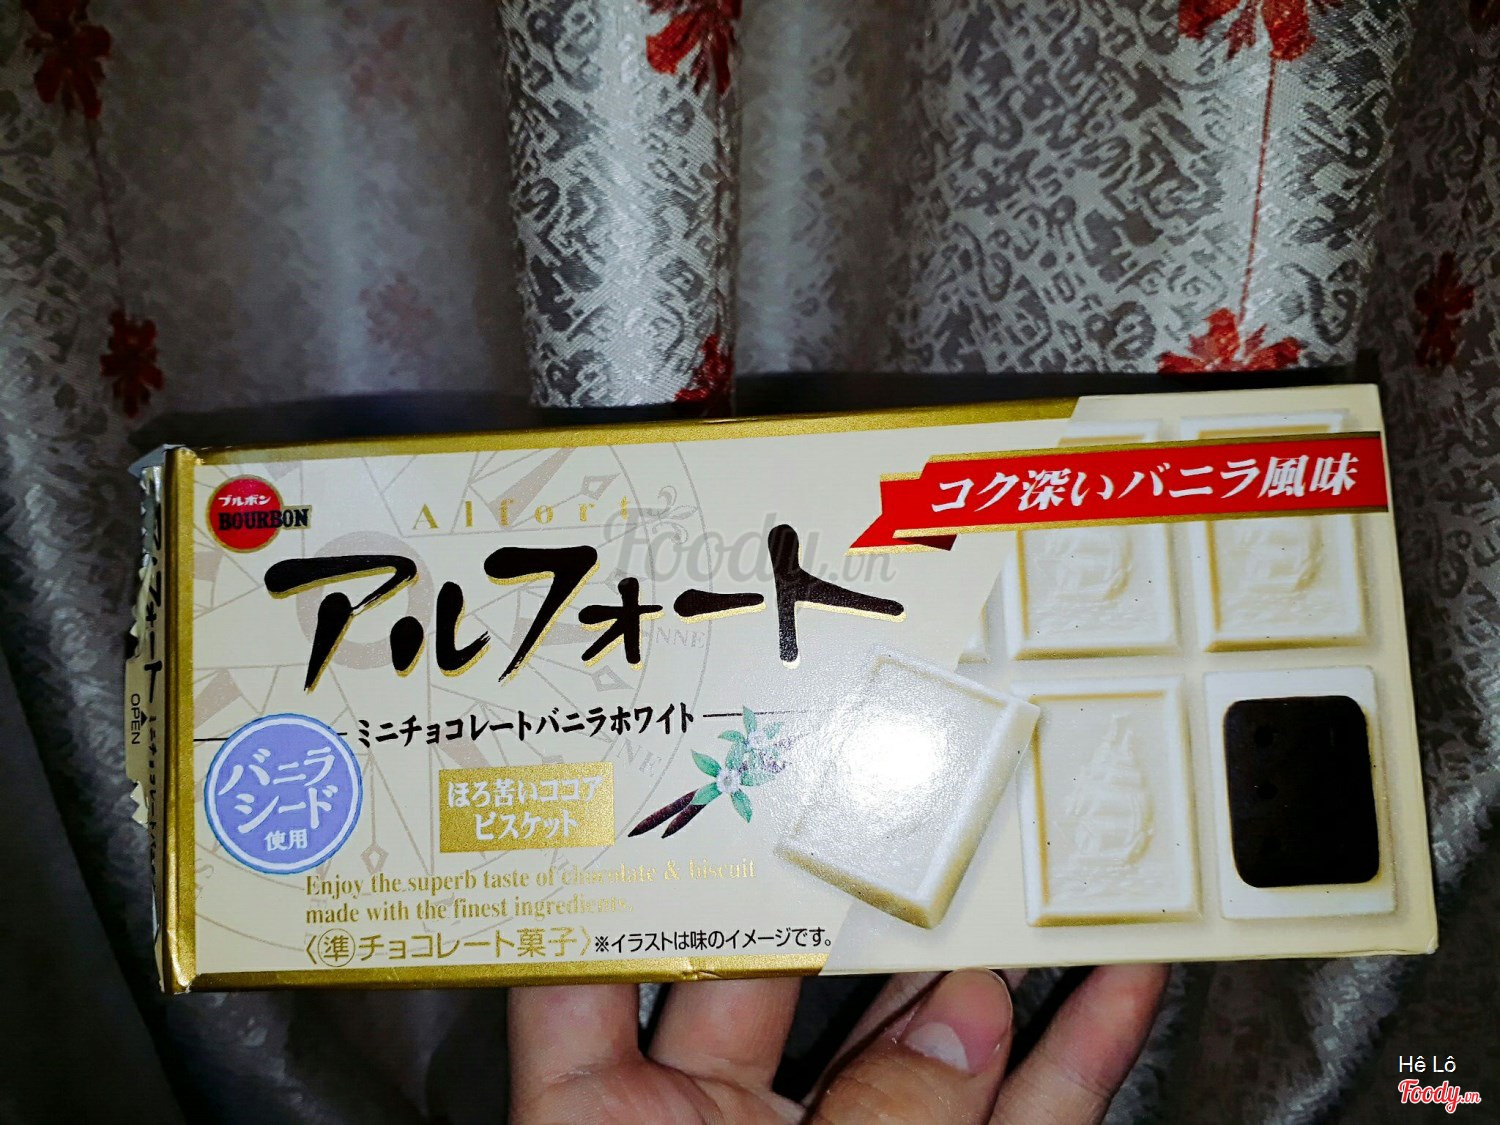 ブルボン
BOURBON
Alfort
コク深いバニラ風味
アルフォート
ミニチョコレートバニラホワイト
バニラ
シード
使用
ほろ苦いココア
ビスケット
Enjoy the superb taste of chocolate & biscuit
made with the finest ingredients.
〈準チョコレート菓子〉※イラストは味のイメージです。
OPEN
アルフォート
Foody.vn
Hê Lô
Foody.vn